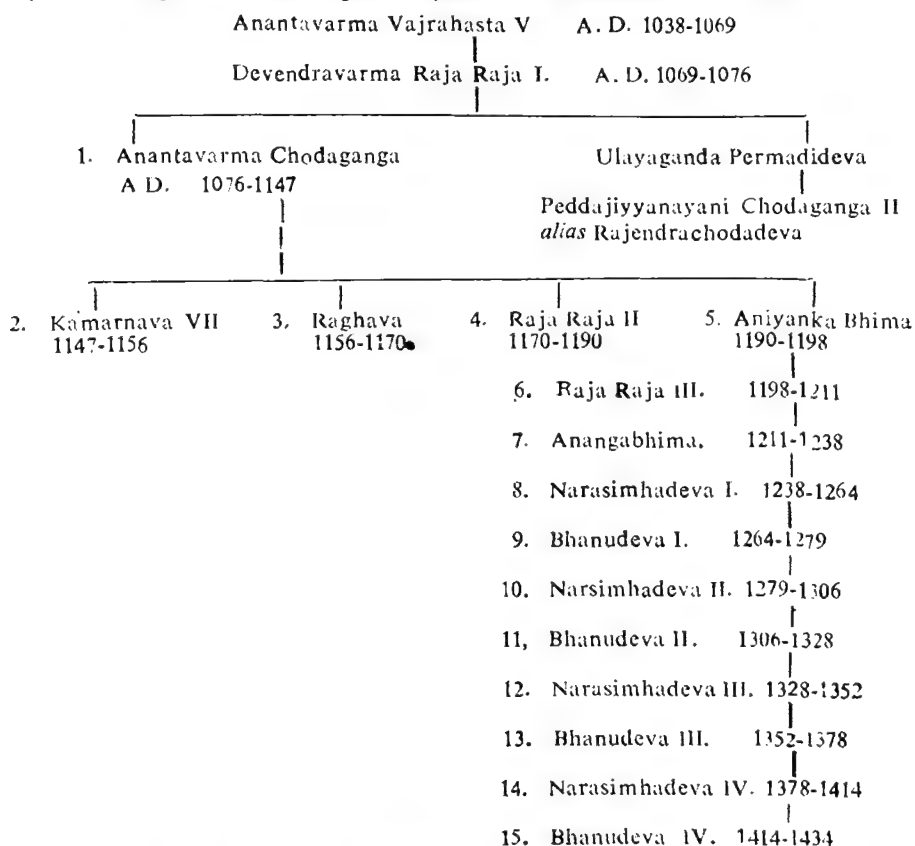 Anantavarma Vajrahasta V A. D. 1038-1069
Devendravarma Raja Raja I. A. D. 1069-1076
1. Anantavarma Chodaganga
A D. 1076-1147
Ulayaganda Permadideva
Peddajiyyanayani Chodaganga II
alias Rajendrachodadeva
2. Kamarnava VII
1147-1156
3. Raghava
1156-1170
4. Raja Raja II
1170-1190
5. Aniyanka Bhima
1190-1198
6. Raja Raja III. 1198-1211
7. Anangabhima. 1211-1238
8. Narasimhadeva I. 1238-1264
9. Bhanudeva I. 1264-1279
10. Narsimhadeva II. 1279-1306
11, Bhanudeva II. 1306-1328
12. Narasimhadeva III. 1328-1352
13. Bhanudeva III. 1352-1378
14. Narasimhadeva IV. 1378-1414
15. Bhanudeva IV. 1414-1434